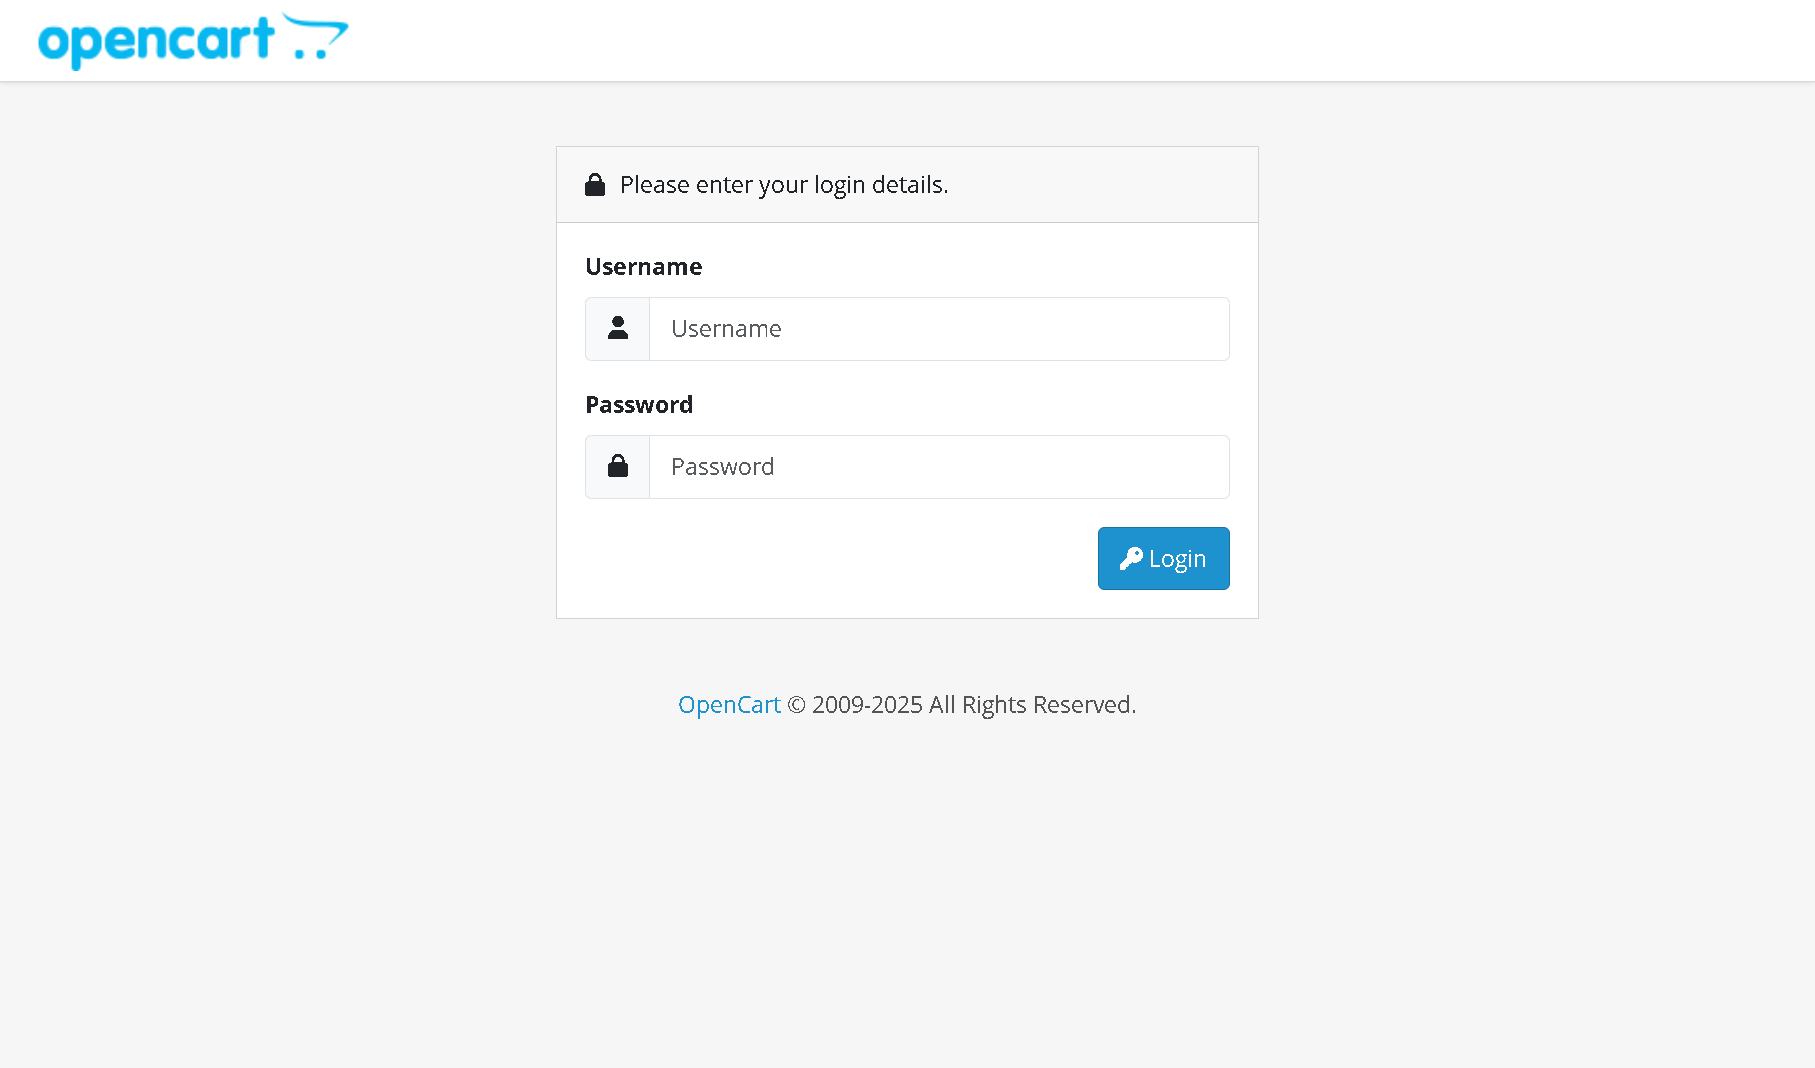 opencart
Please enter your login details.
Username
Username
Password
Password
Login
OpenCart © 2009-2025 All Rights Reserved.